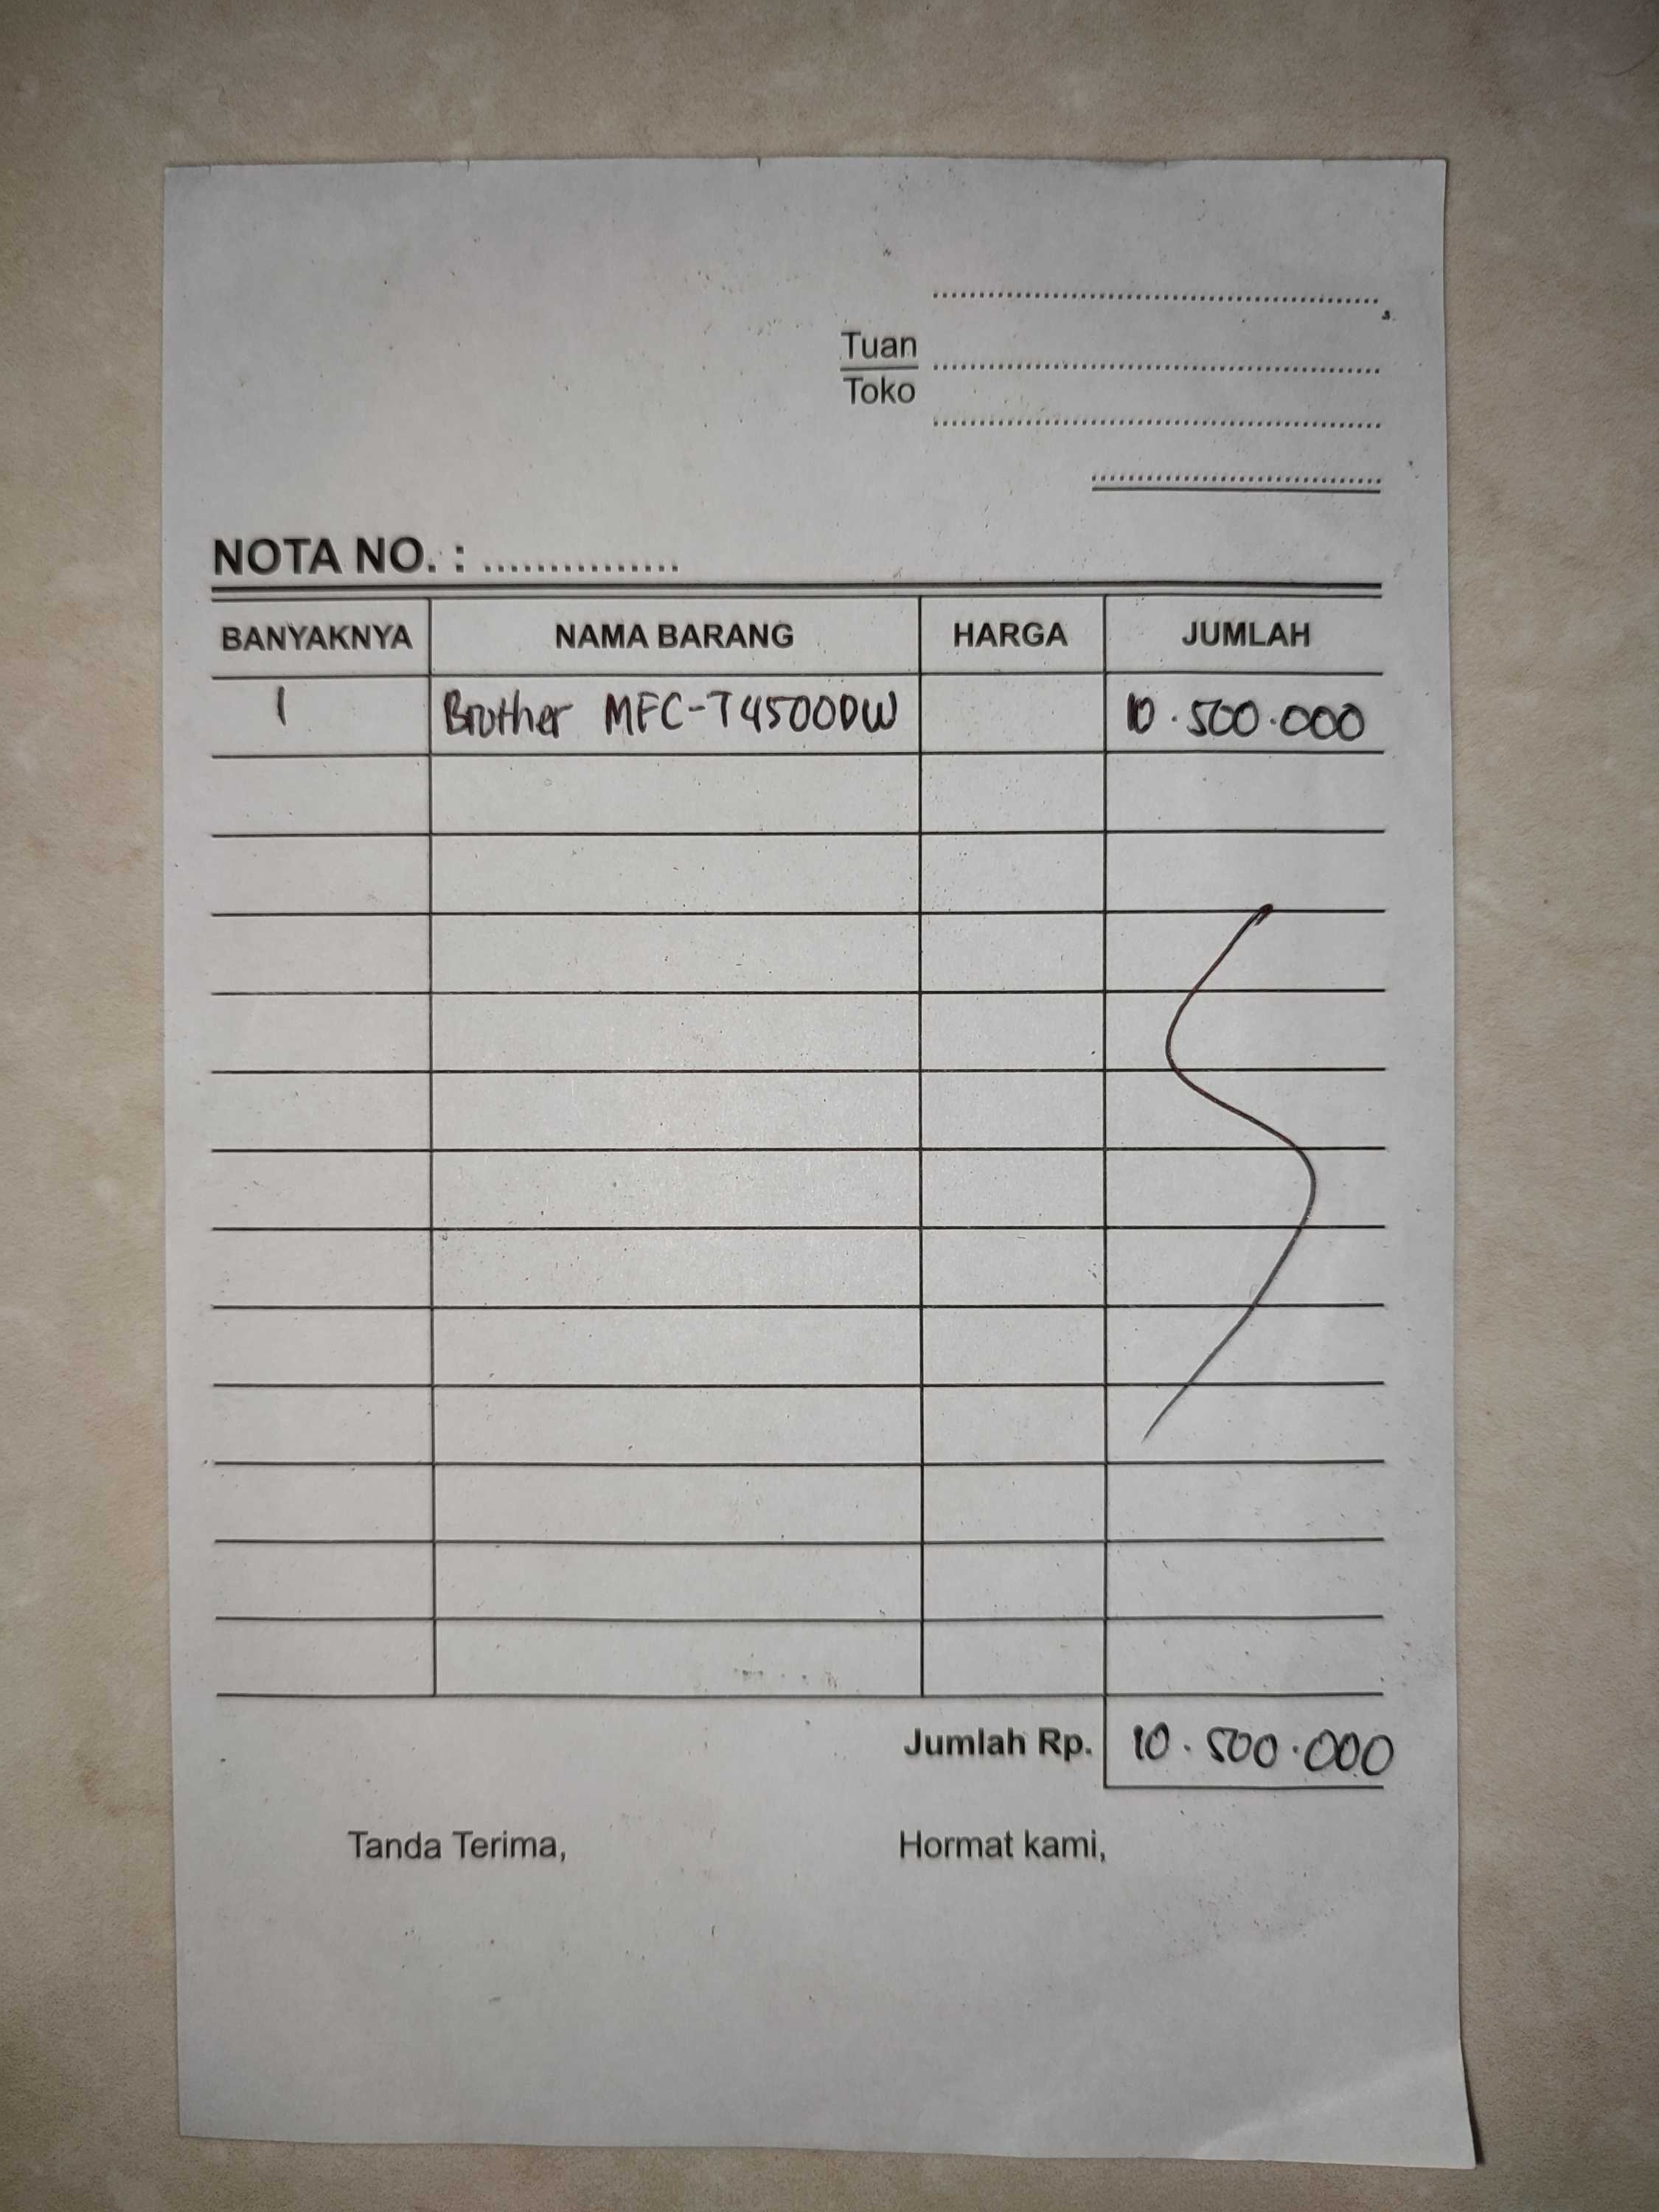 Tuan
Toko
NOTA NO. : ...............
BANYAKNYA NAMA BARANG HARGA JUMLAH
1 Brother MFC-T4500DW 10.500.000
Jumlah Rp. 10.500.000
Tanda Terima, Hormat kami,